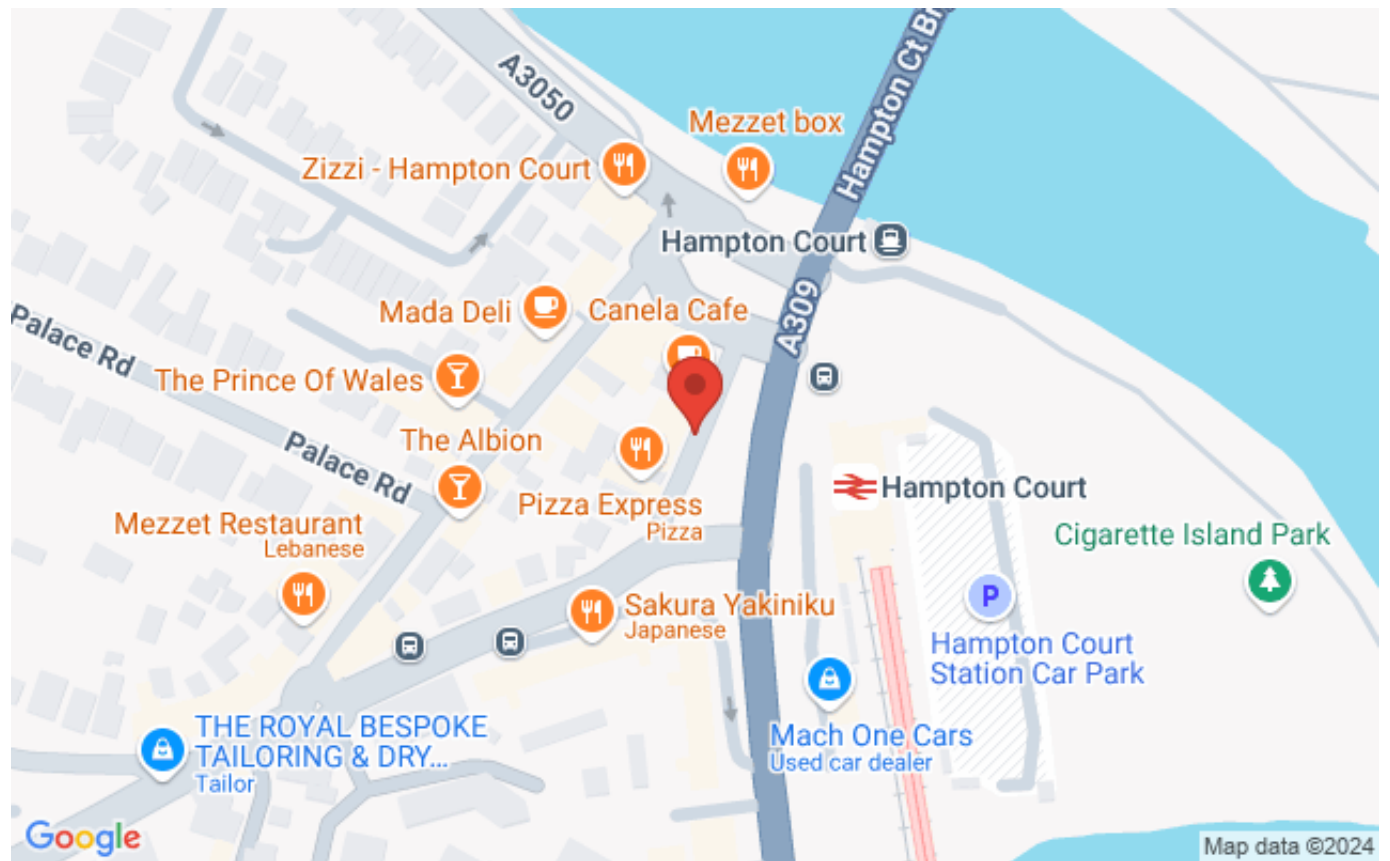 A3050
Hampton Ct Br
Mezzet box
Zizzi - Hampton Court
Hampton Court
A309
Mada Deli
Canela Cafe
Palace Rd
The Prince Of Wales
The Albion
Palace Rd
Pizza Express
Pizza
Hampton Court
Mezzet Restaurant
Lebanese
Cigarette Island Park
Sakura Yakiniku
Japanese
P
Hampton Court
Station Car Park
THE ROYAL BESPOKE
TAILORING & DRY...
Tailor
Mach One Cars
Used car dealer
Google
Map data ©2024